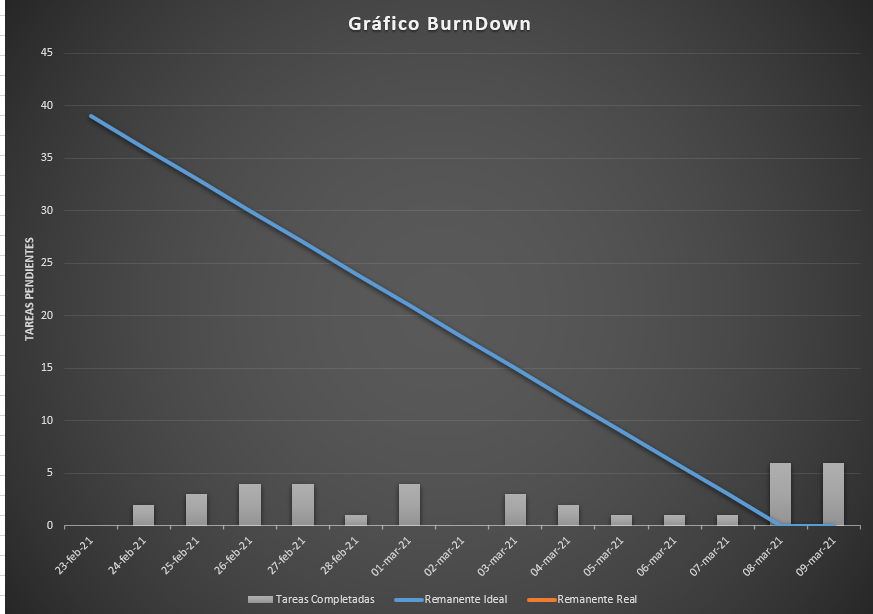 Gráfico BurnDown
TAREAS PENDIENTES
45
40
35
30
25
20
15
10
5
0
23-feb-21
24-feb-21
25-feb-21
26-feb-21
27-feb-21
28-feb-21
01-mar-21
02-mar-21
03-mar-21
04-mar-21
05-mar-21
06-mar-21
07-mar-21
08-mar-21
09-mar-21
Tareas Completadas
Remanente Ideal
Remanente Real